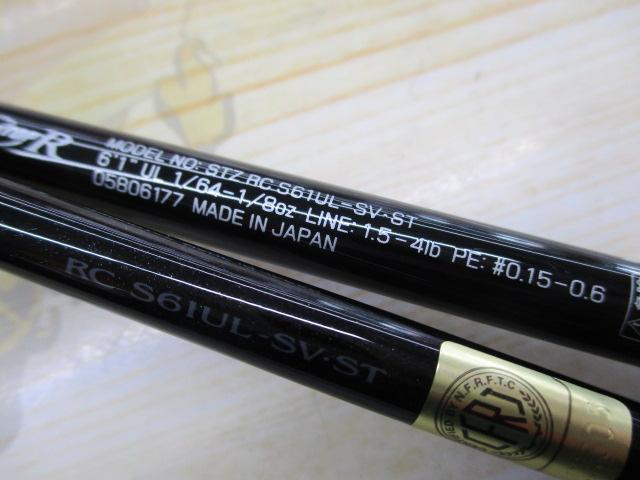 R
MODEL NO: STZ RC S61UL-SV·ST
6'1" UL 1/64-1/8oz LINE: 1.5-4lb PE: #0.15-0.6
05806177 MADE IN JAPAN
RC S61UL-SV·ST
BY N.F.R.F.T.C